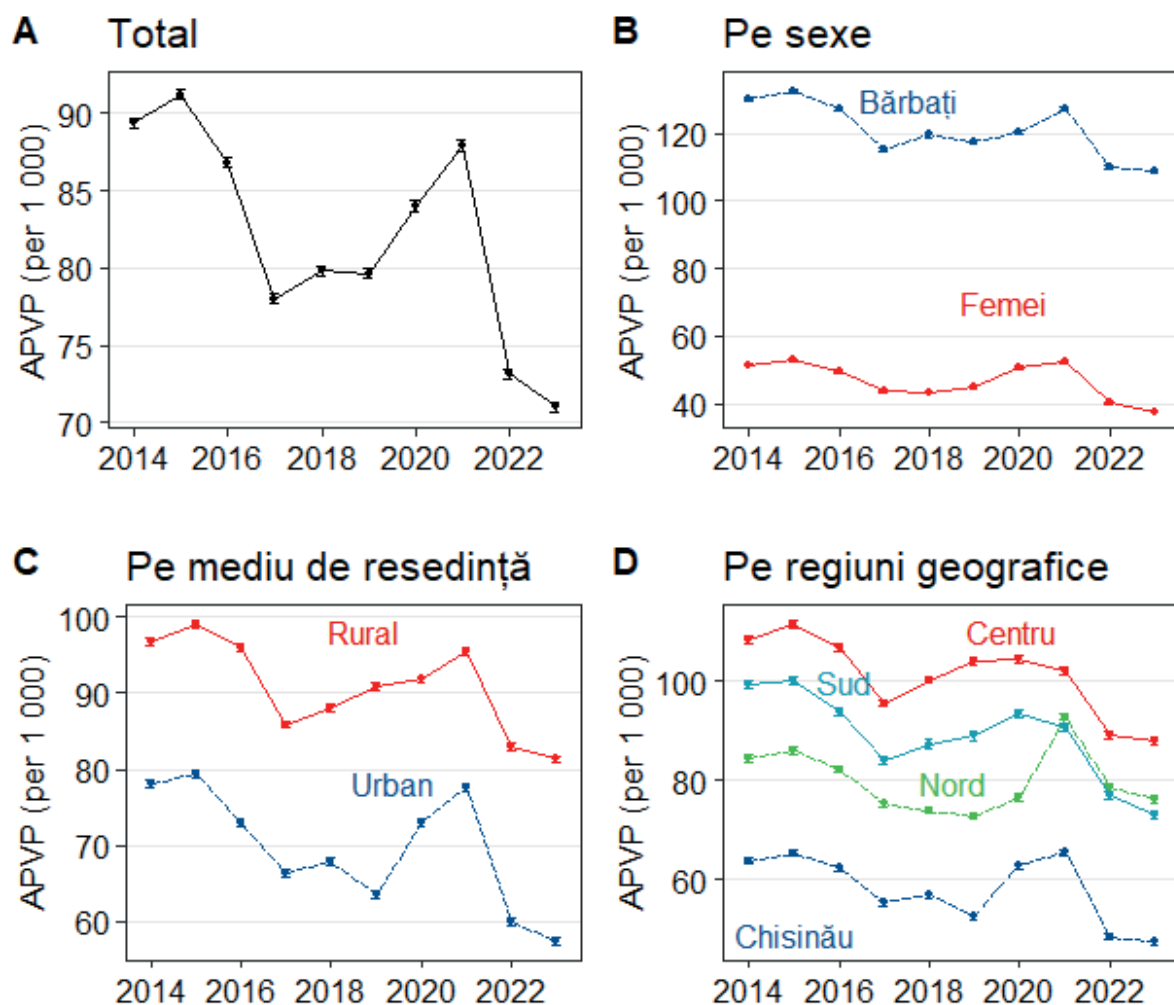 A Total
APVP (per 1 000)
90
85
80
75
70
2014 2016 2018 2020 2022
B Pe sexe
APVP (per 1 000)
120
100
80
60
40
Bărbați
Femei
2014 2016 2018 2020 2022
C Pe mediu de resedință
APVP (per 1 000)
100
90
80
70
60
Rural
Urban
2014 2016 2018 2020 2022
D Pe regiuni geografice
APVP (per 1 000)
100
80
60
Centru
Sud
Nord
Chisinău
2014 2016 2018 2020 2022